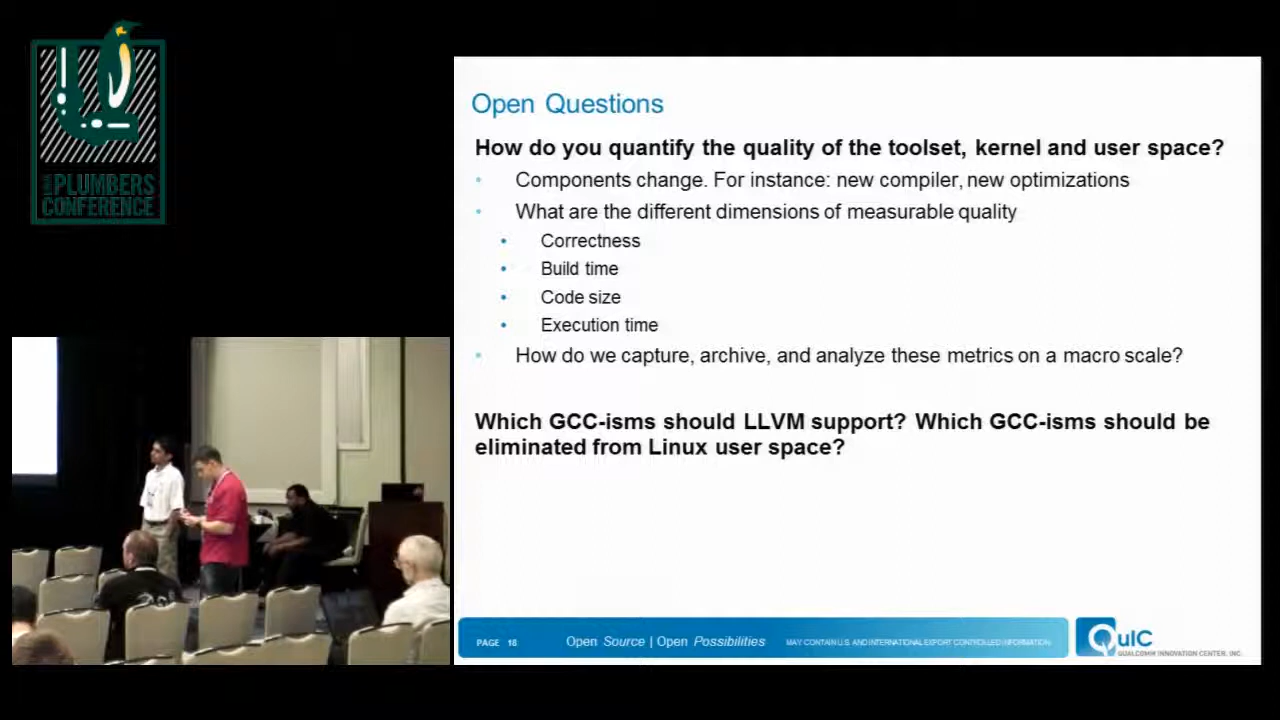 LINUX
PLUMBERS
CONFERENCE
Open Questions
How do you quantify the quality of the toolset, kernel and user space?
• Components change. For instance: new compiler, new optimizations
• What are the different dimensions of measurable quality
• Correctness
• Build time
• Code size
• Execution time
• How do we capture, archive, and analyze these metrics on a macro scale?
Which GCC-isms should LLVM support? Which GCC-isms should be
eliminated from Linux user space?
PAGE 18
Open Source | Open Possibilities
MAY CONTAIN U.S. AND INTERNATIONAL EXPORT CONTROLLED INFORMATION
QuIC
QUALCOMM INNOVATION CENTER, INC.